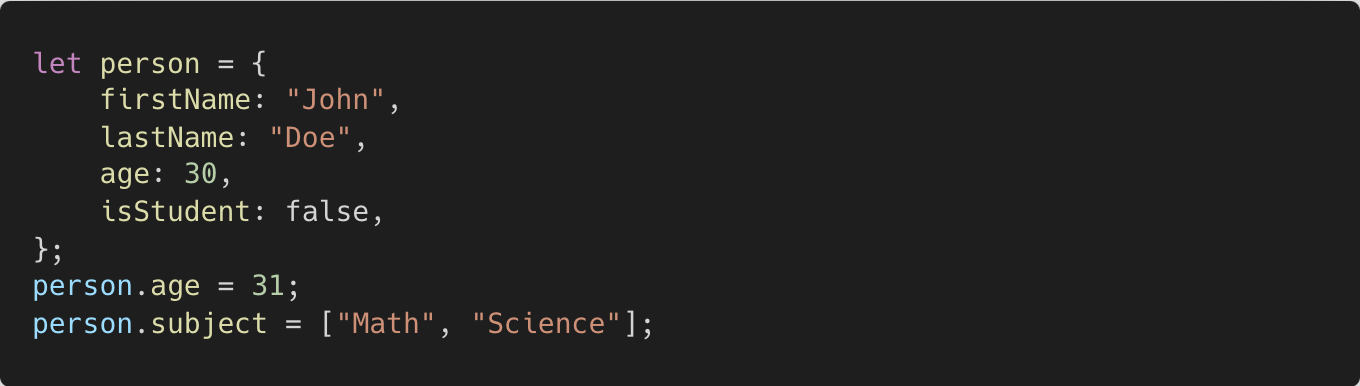 let person = {
    firstName: "John",
    lastName: "Doe",
    age: 30,
    isStudent: false,
};
person.age = 31;
person.subject = ["Math", "Science"];